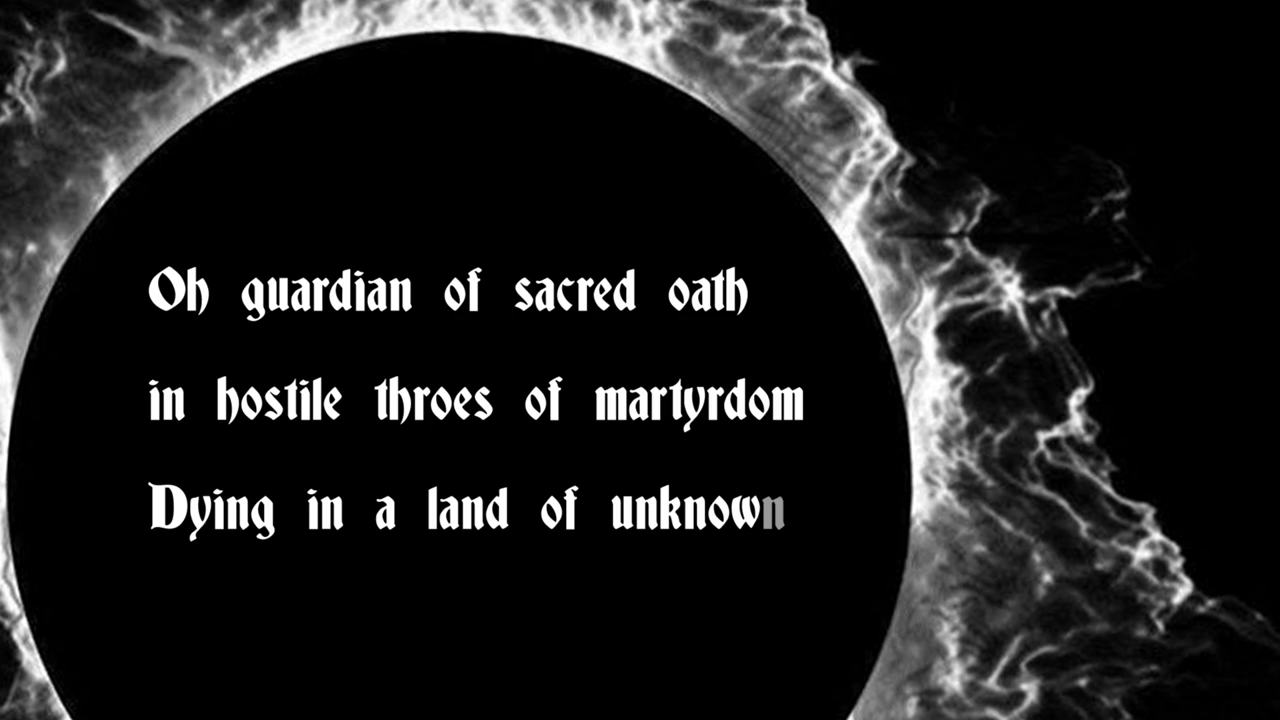 Oh guardian of sacred oath
in hostile throes of martyrdom
Dying in a land of unknown